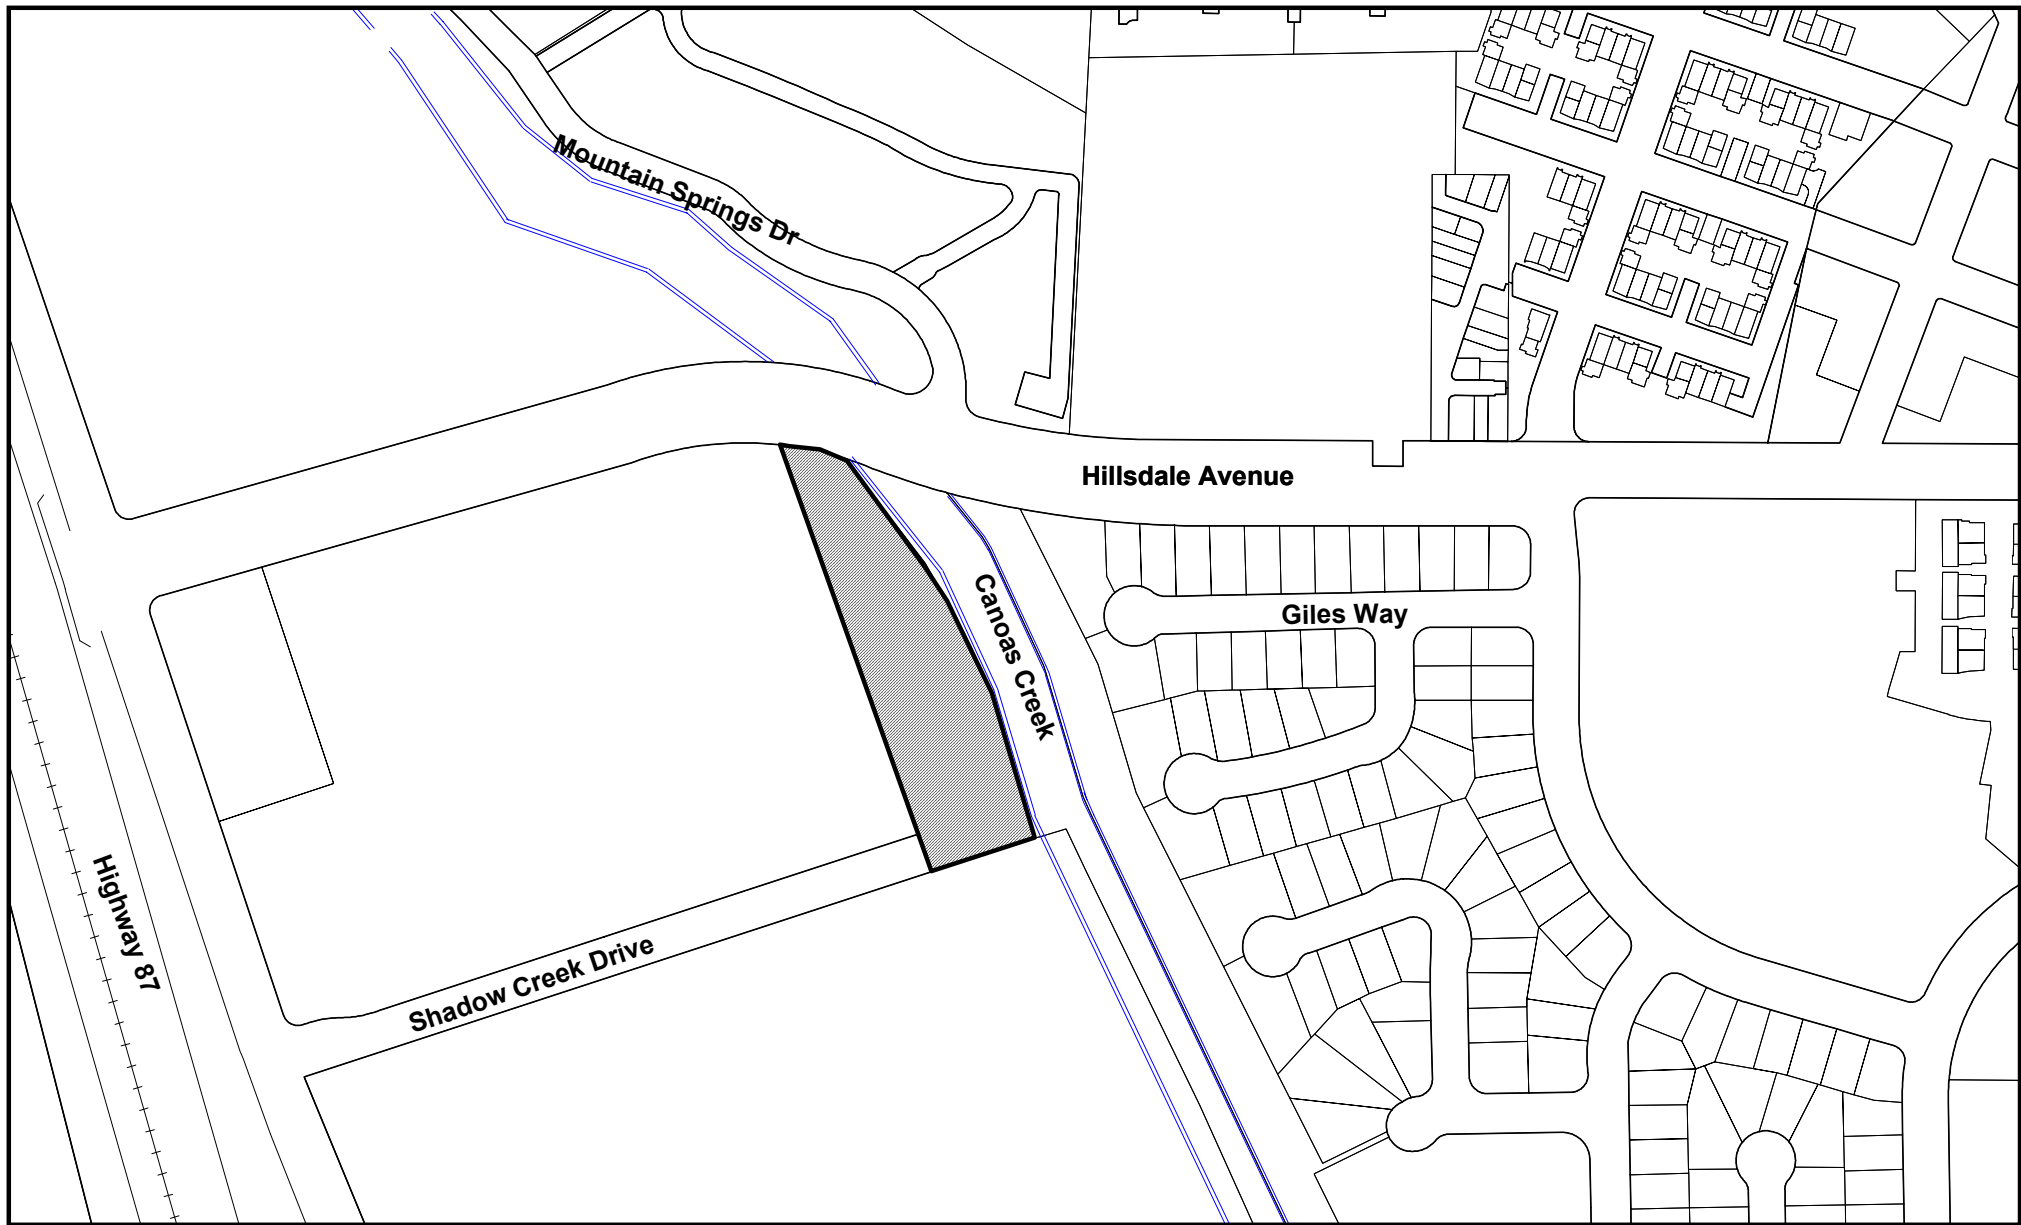 Mountain Springs Dr
Hillsdale Avenue
Giles Way
Canoas Creek
Highway 87
Shadow Creek Drive